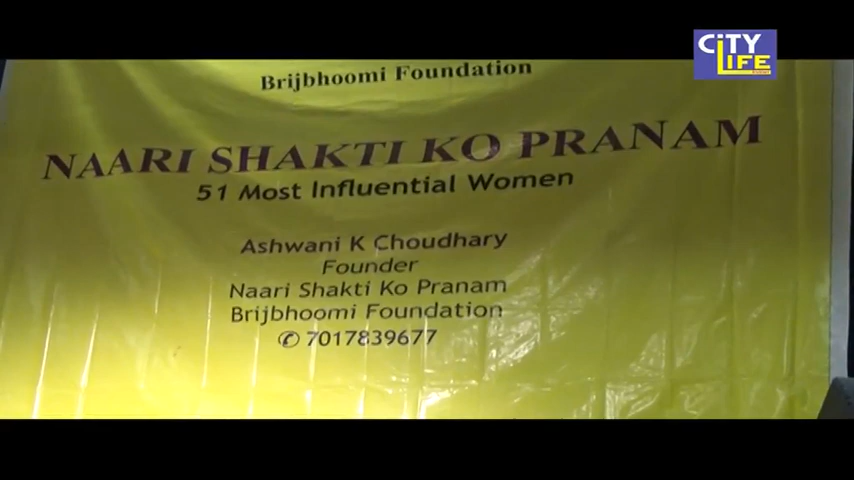 CITY
LIFE
Brijbhoomi Foundation
NAARI SHAKTI KO PRANAM
51 Most Influential Women
Ashwani K Choudhary
Founder
Naari Shakti Ko Pranam
Brijbhoomi Foundation
✆ 7017839677